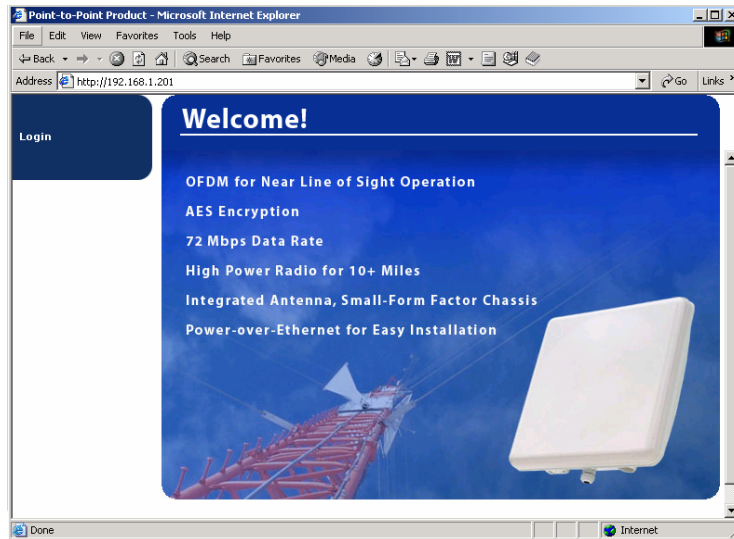 Point-to-Point Product - Microsoft Internet Explorer
File Edit View Favorites Tools Help
Back Search Favorites Media
Address http://192.168.1.201 Go Links
Login
Welcome!
OFDM for Near Line of Sight Operation
AES Encryption
72 Mbps Data Rate
High Power Radio for 10+ Miles
Integrated Antenna, Small-Form Factor Chassis
Power-over-Ethernet for Easy Installation
Done Internet